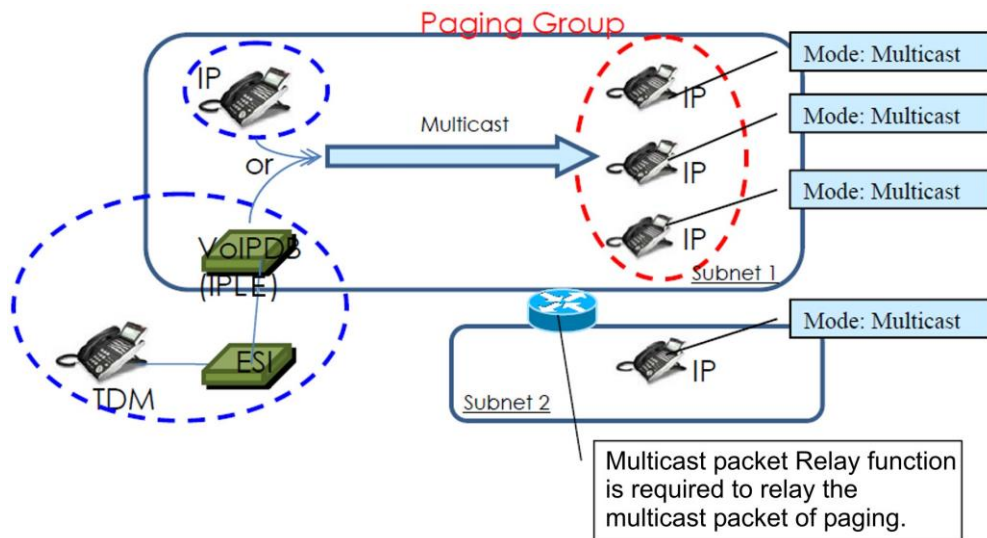 Paging Group
IP
Mode: Multicast
IP
Mode: Multicast
Multicast
or
IP
Mode: Multicast
IP
VoIPDB
(IPLE)
Subnet 1
Mode: Multicast
ESI
IP
TDM
Subnet 2
Multicast packet Relay function
is required to relay the
multicast packet of paging.